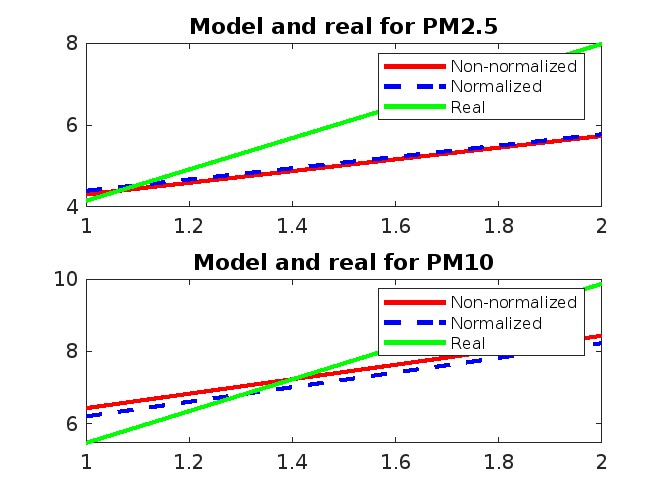 Model and real for PM2.5
8
6
4
Non-normalized
Normalized
Real
1 1.2 1.4 1.6 1.8 2
Model and real for PM10
10
8
6
Non-normalized
Normalized
Real
1 1.2 1.4 1.6 1.8 2